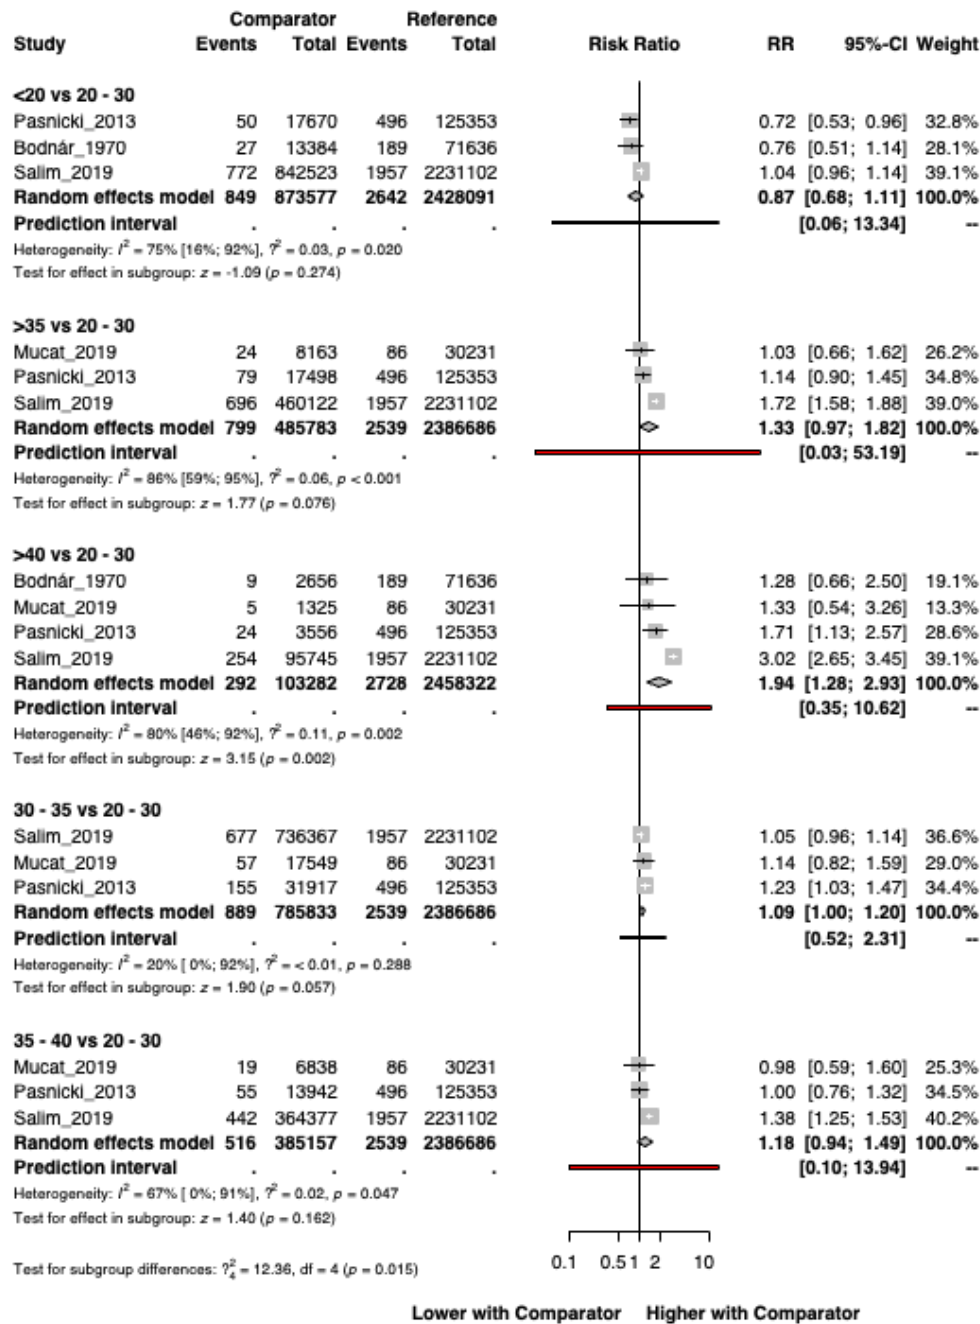 Comparator Reference
Study Events Total Events Total Risk Ratio RR 95%-CI Weight
<20 vs 20 - 30
Pasnicki_2013 50 17670 496 125353 0.72 [0.53; 0.96] 32.8%
Bodnár_1970 27 13384 189 71636 0.76 [0.51; 1.14] 28.1%
Salim_2019 772 842523 1957 2231102 1.04 [0.96; 1.14] 39.1%
Random effects model 849 873577 2642 2428091 0.87 [0.68; 1.11] 100.0%
Prediction interval . . . . [0.06; 13.34] --
Heterogeneity: I² = 75% [16%; 92%], ?² = 0.03, p = 0.020
Test for effect in subgroup: z = -1.09 (p = 0.274)
>35 vs 20 - 30
Mucat_2019 24 8163 86 30231 1.03 [0.66; 1.62] 26.2%
Pasnicki_2013 79 17498 496 125353 1.14 [0.90; 1.45] 34.8%
Salim_2019 696 460122 1957 2231102 1.72 [1.58; 1.88] 39.0%
Random effects model 799 485783 2539 2386686 1.33 [0.97; 1.82] 100.0%
Prediction interval . . . . [0.03; 53.19] --
Heterogeneity: I² = 86% [59%; 95%], ?² = 0.06, p < 0.001
Test for effect in subgroup: z = 1.77 (p = 0.076)
>40 vs 20 - 30
Bodnár_1970 9 2656 189 71636 1.28 [0.66; 2.50] 19.1%
Mucat_2019 5 1325 86 30231 1.33 [0.54; 3.26] 13.3%
Pasnicki_2013 24 3556 496 125353 1.71 [1.13; 2.57] 28.6%
Salim_2019 254 95745 1957 2231102 3.02 [2.65; 3.45] 39.1%
Random effects model 292 103282 2728 2458322 1.94 [1.28; 2.93] 100.0%
Prediction interval . . . . [0.35; 10.62] --
Heterogeneity: I² = 80% [46%; 92%], ?² = 0.11, p = 0.002
Test for effect in subgroup: z = 3.15 (p = 0.002)
30 - 35 vs 20 - 30
Salim_2019 677 736367 1957 2231102 1.05 [0.96; 1.14] 36.6%
Mucat_2019 57 17549 86 30231 1.14 [0.82; 1.59] 29.0%
Pasnicki_2013 155 31917 496 125353 1.23 [1.03; 1.47] 34.4%
Random effects model 889 785833 2539 2386686 1.09 [1.00; 1.20] 100.0%
Prediction interval . . . . [0.52; 2.31] --
Heterogeneity: I² = 20% [ 0%; 92%], ?² = < 0.01, p = 0.288
Test for effect in subgroup: z = 1.90 (p = 0.057)
35 - 40 vs 20 - 30
Mucat_2019 19 6838 86 30231 0.98 [0.59; 1.60] 25.3%
Pasnicki_2013 55 13942 496 125353 1.00 [0.76; 1.32] 34.5%
Salim_2019 442 364377 1957 2231102 1.38 [1.25; 1.53] 40.2%
Random effects model 516 385157 2539 2386686 1.18 [0.94; 1.49] 100.0%
Prediction interval . . . . [0.10; 13.94] --
Heterogeneity: I² = 67% [ 0%; 91%], ?² = 0.02, p = 0.047
Test for effect in subgroup: z = 1.40 (p = 0.162)
0.1 0.5 1 2 10
Test for subgroup differences: ?²₄ = 12.36, df = 4 (p = 0.015)
Lower with Comparator Higher with Comparator